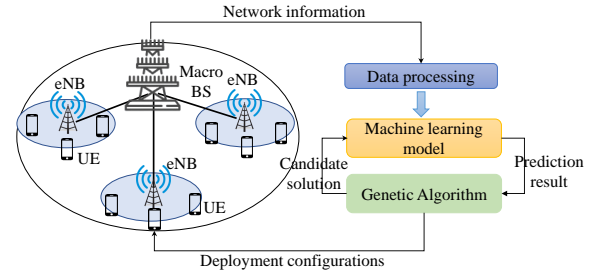 Network information
eNB
Macro
BS
eNB
Data processing
Machine learning
model
UE
Candidate
solution
Prediction
result
eNB
Genetic Algorithm
UE
Deployment configurations